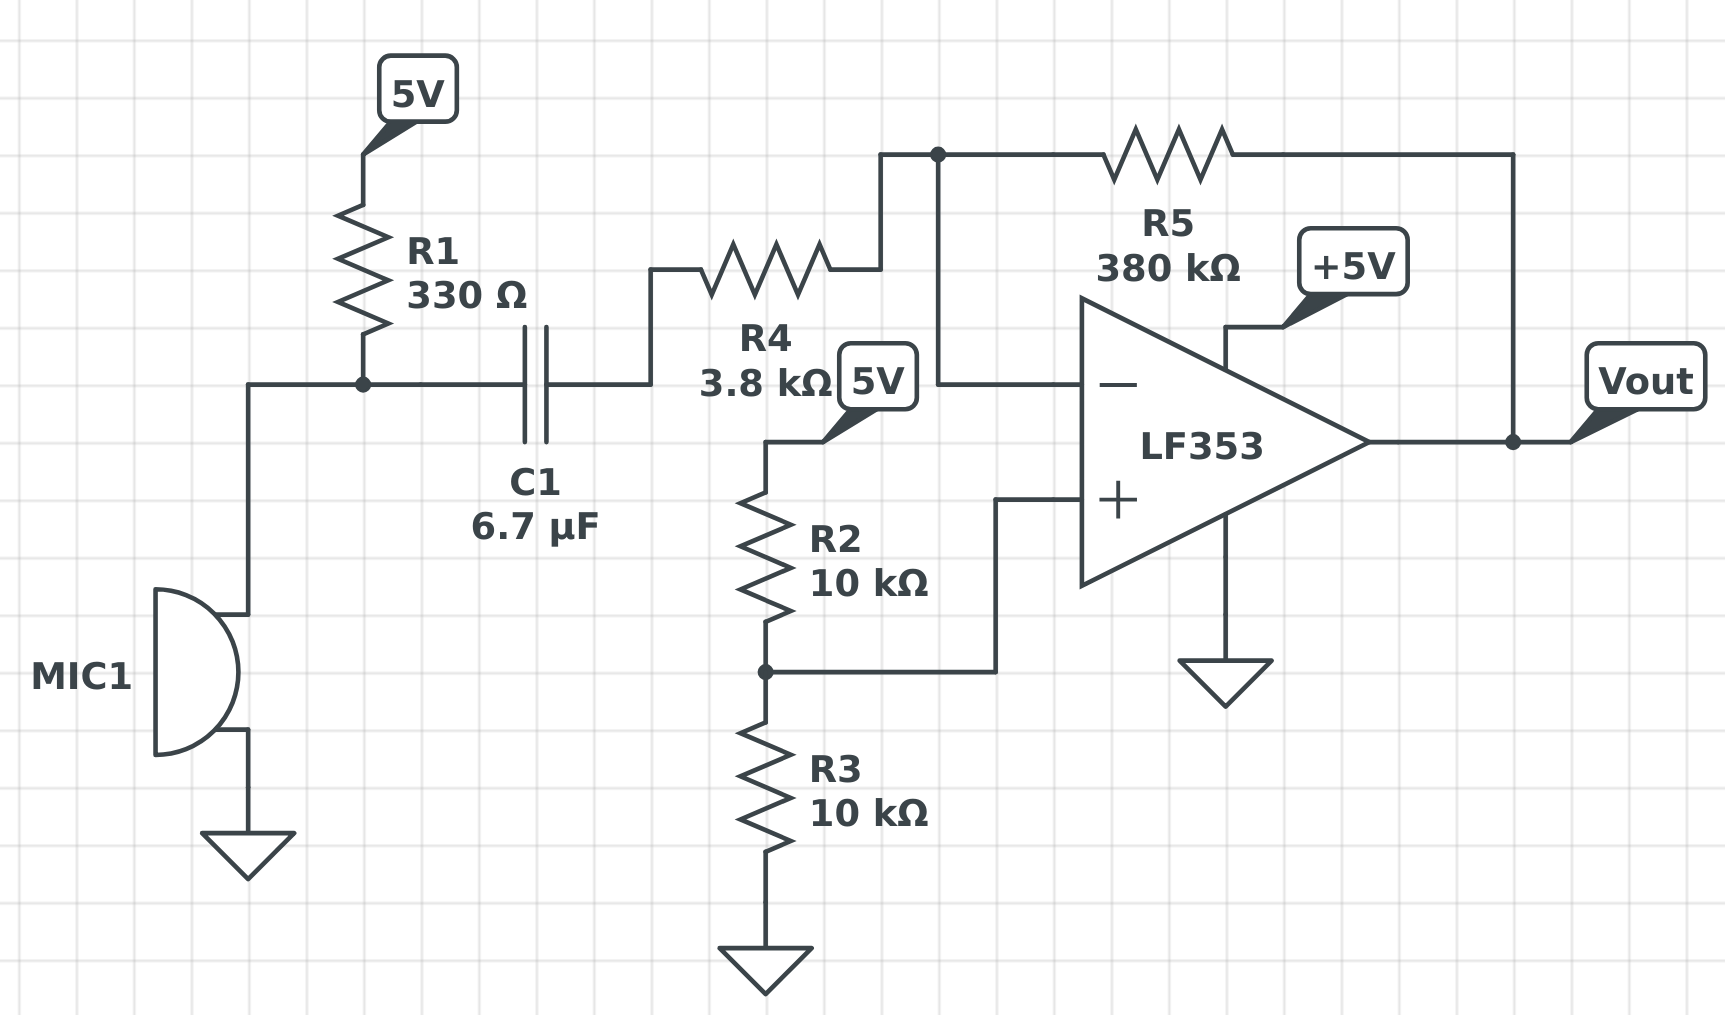 5V
R1
330 Ω
R5
380 kΩ
+5V
R4
3.8 kΩ
5V
Vout
LF353
C1
6.7 µF
R2
10 kΩ
MIC1
R3
10 kΩ